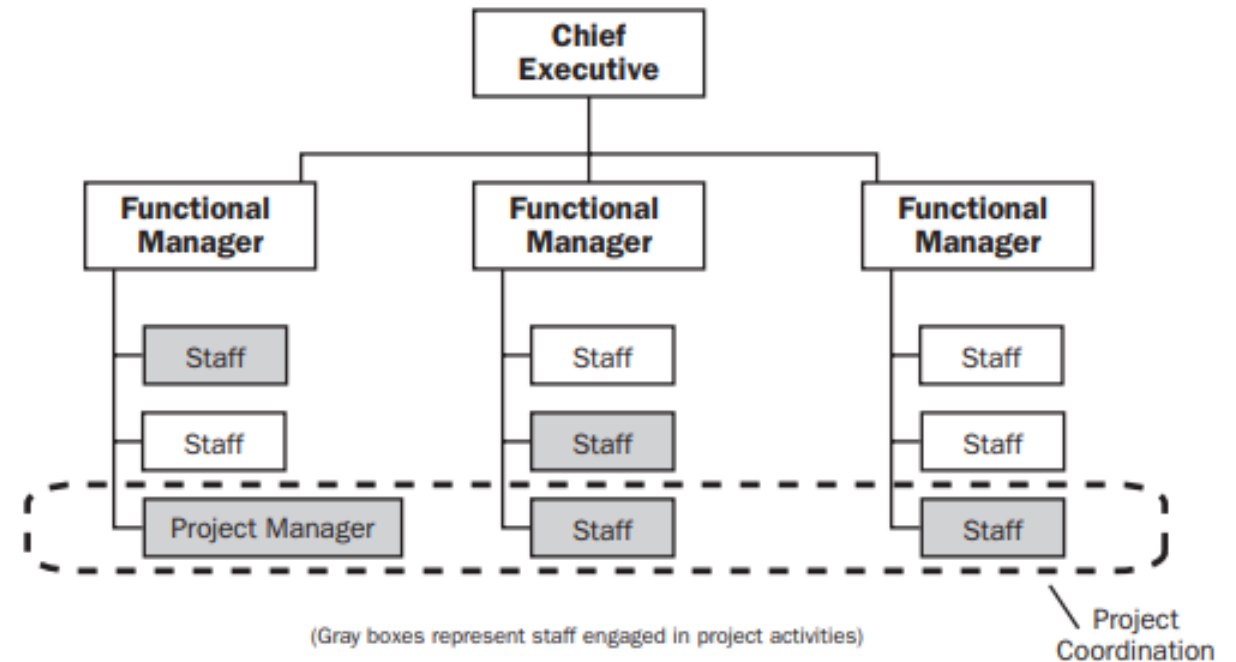 Chief
Executive
Functional
Manager
Functional
Manager
Functional
Manager
Staff
Staff
Staff
Staff
Staff
Staff
Project Manager
Staff
Staff
(Gray boxes represent staff engaged in project activities)
Project
Coordination